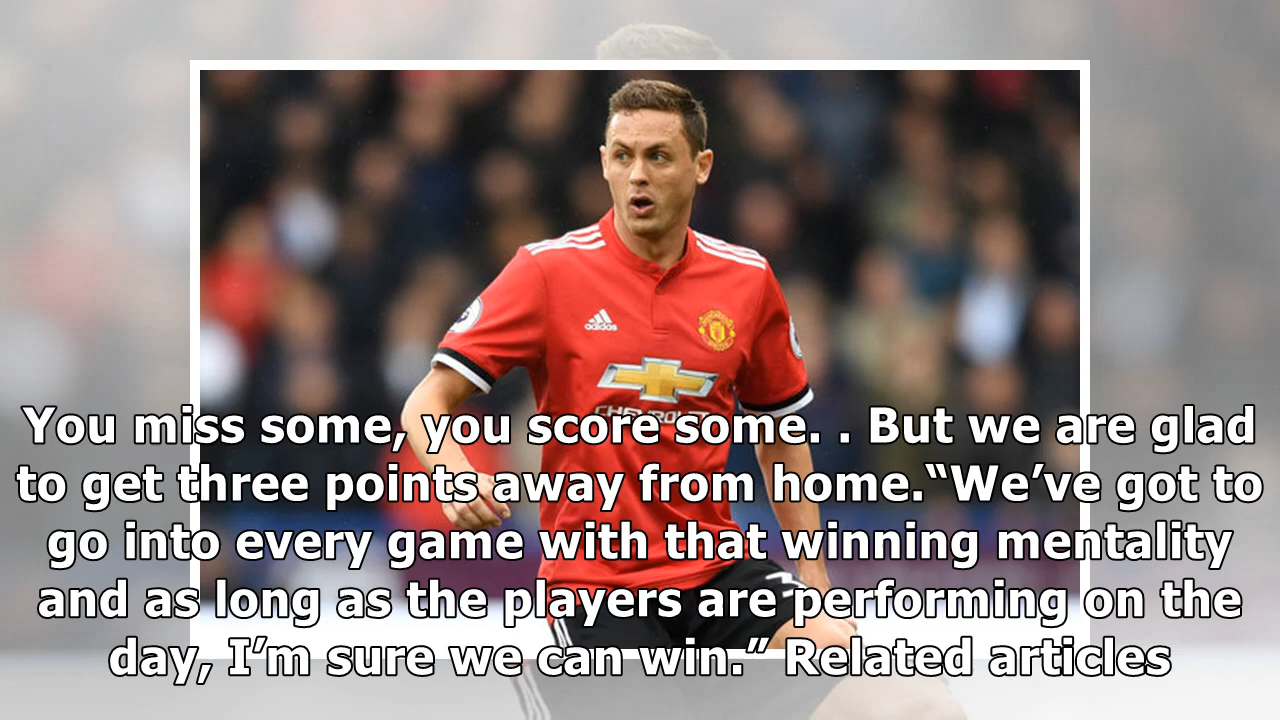 adidas
CHEVROLET
You miss some, you score some. . But we are glad
to get three points away from home.“We’ve got to
go into every game with that winning mentality
and as long as the players are performing on the
day, I’m sure we can win.” Related articles